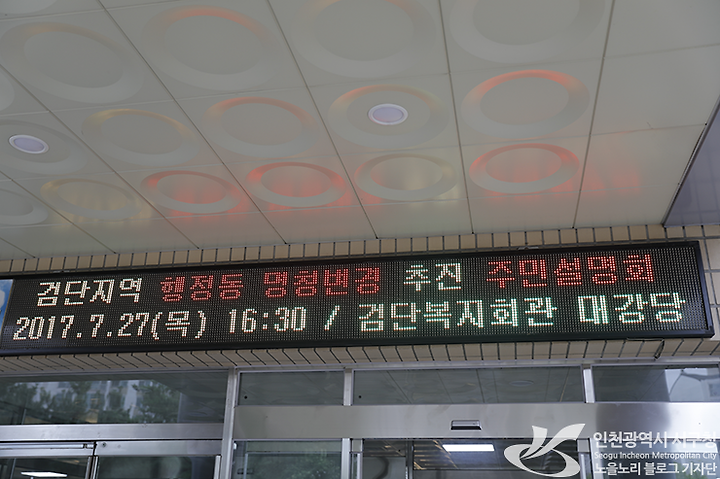 검단지역 행정동 명칭변경 추진 주민설명회
2017.7.27(목) 16:30 / 검단복지회관 대강당
인천광역시 서구청
Seogu Incheon Metropolitan City
노을노리 블로그 기자단